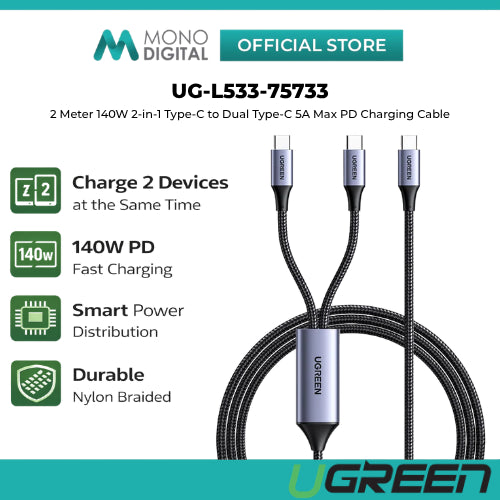 MONO
DIGITAL
OFFICIAL STORE
UG-L533-75733
2 Meter 140W 2-in-1 Type-C to Dual Type-C 5A Max PD Charging Cable
UGREEN
UGREEN
UGREEN
Z 2
Charge 2 Devices
at the Same Time
140w
140W PD
Fast Charging
Smart Power
Distribution
Durable
Nylon Braided
UGREEN
UGREEN